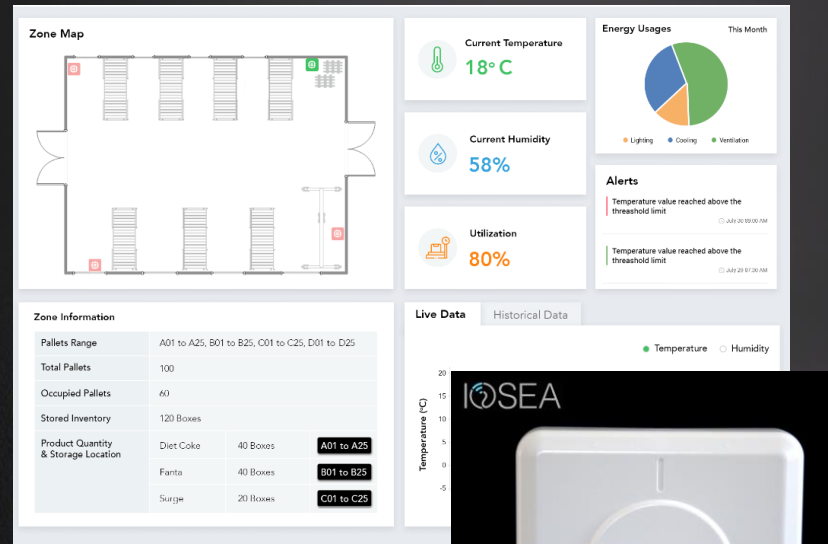 Zone Map
Current Temperature
18°C
Current Humidity
58%
Utilization
80%
Energy Usages
This Month
Lighting
Cooling
Ventilation
Alerts
Temperature value reached above the
threashold limit
July 30 09:00 AM
Temperature value reached above the
threashold limit
July 29 07:30 AM
Zone Information
Pallets Range
A01 to A25, B01 to B25, C01 to C25, D01 to D25
Total Pallets
100
Occupied Pallets
60
Stored Inventory
120 Boxes
Product Quantity
& Storage Location
Diet Coke
40 Boxes
A01 to A25
Fanta
40 Boxes
B01 to B25
Surge
20 Boxes
C01 to C25
Live Data
Historical Data
Temperature
Humidity
Temperature (°C)
20
15
10
5
0
-5
IOSEA